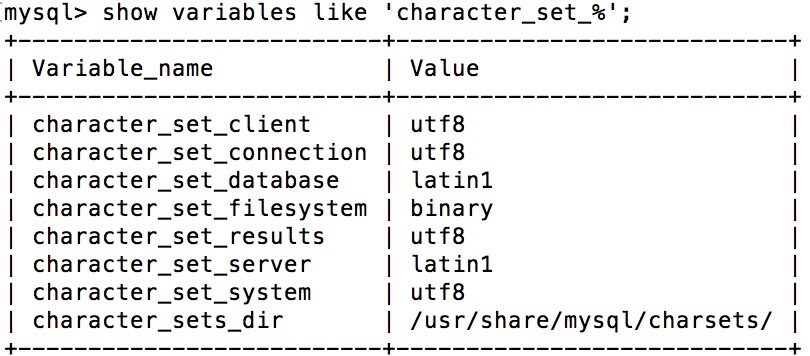 mysql> show variables like 'character_set_%';
+--------------------------+----------------------------+
| Variable_name            | Value                      |
+--------------------------+----------------------------+
| character_set_client     | utf8                       |
| character_set_connection | utf8                       |
| character_set_database   | latin1                     |
| character_set_filesystem | binary                     |
| character_set_results    | utf8                       |
| character_set_server     | latin1                     |
| character_set_system     | utf8                       |
| character_sets_dir       | /usr/share/mysql/charsets/ |
+--------------------------+----------------------------+